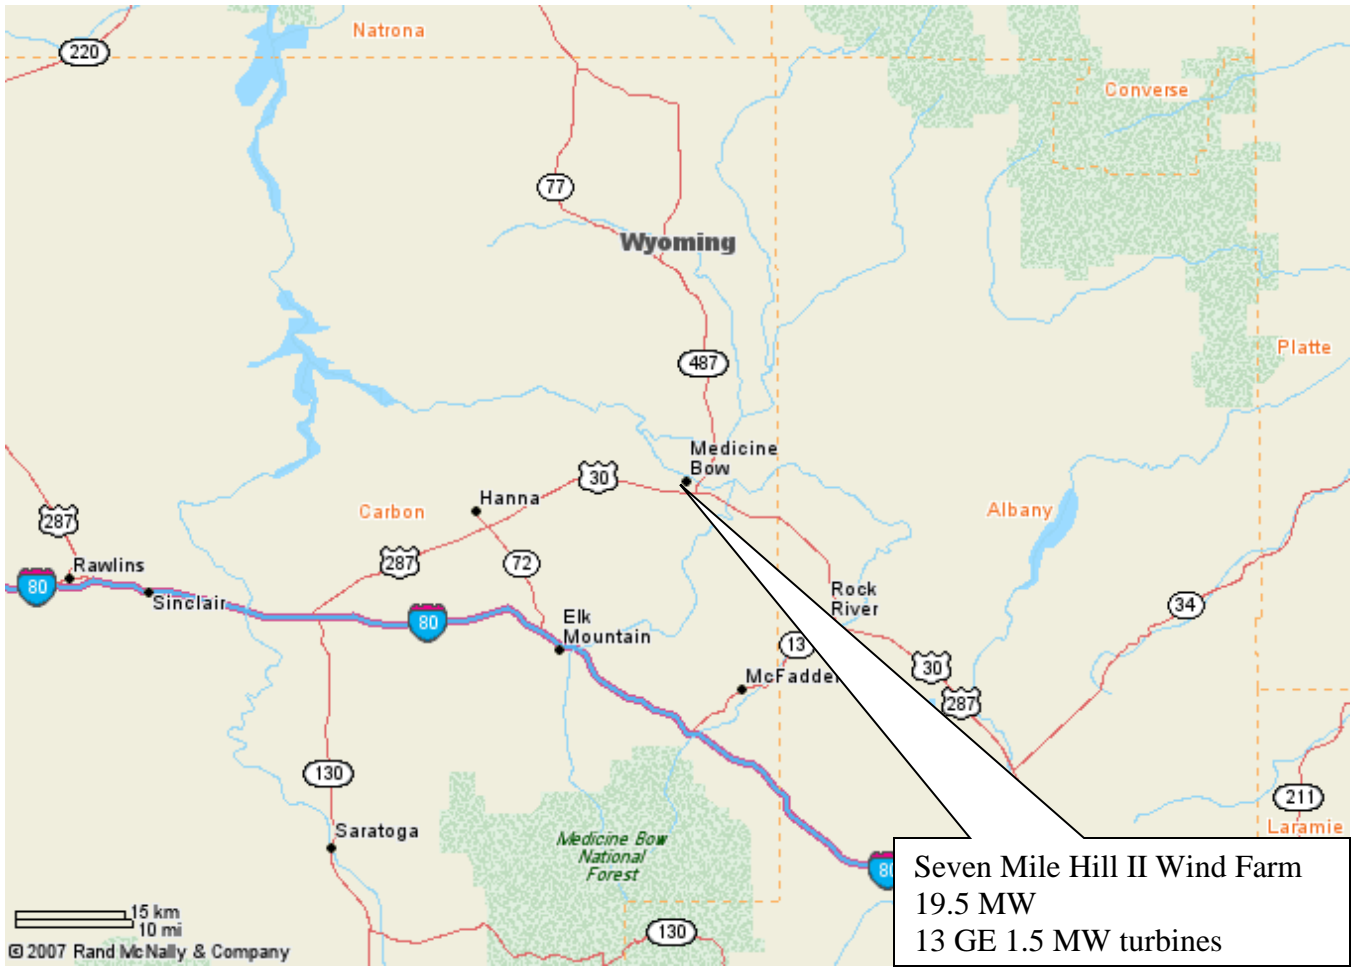 Natrona
220
Converse
77
Wyoming
Platte
487
Medicine
Bow
30
Hanna
Carbon
Albany
287
287
72
Rawlins
80
Sinclair
Rock
River
34
80
Elk
Mountain
13
30
McFadden
287
130
211
Saratoga
Medicine Bow
National
Forest
Laramie
80
Seven Mile Hill II Wind Farm
19.5 MW
13 GE 1.5 MW turbines
15 km
10 mi
130
© 2007 Rand McNally & Company